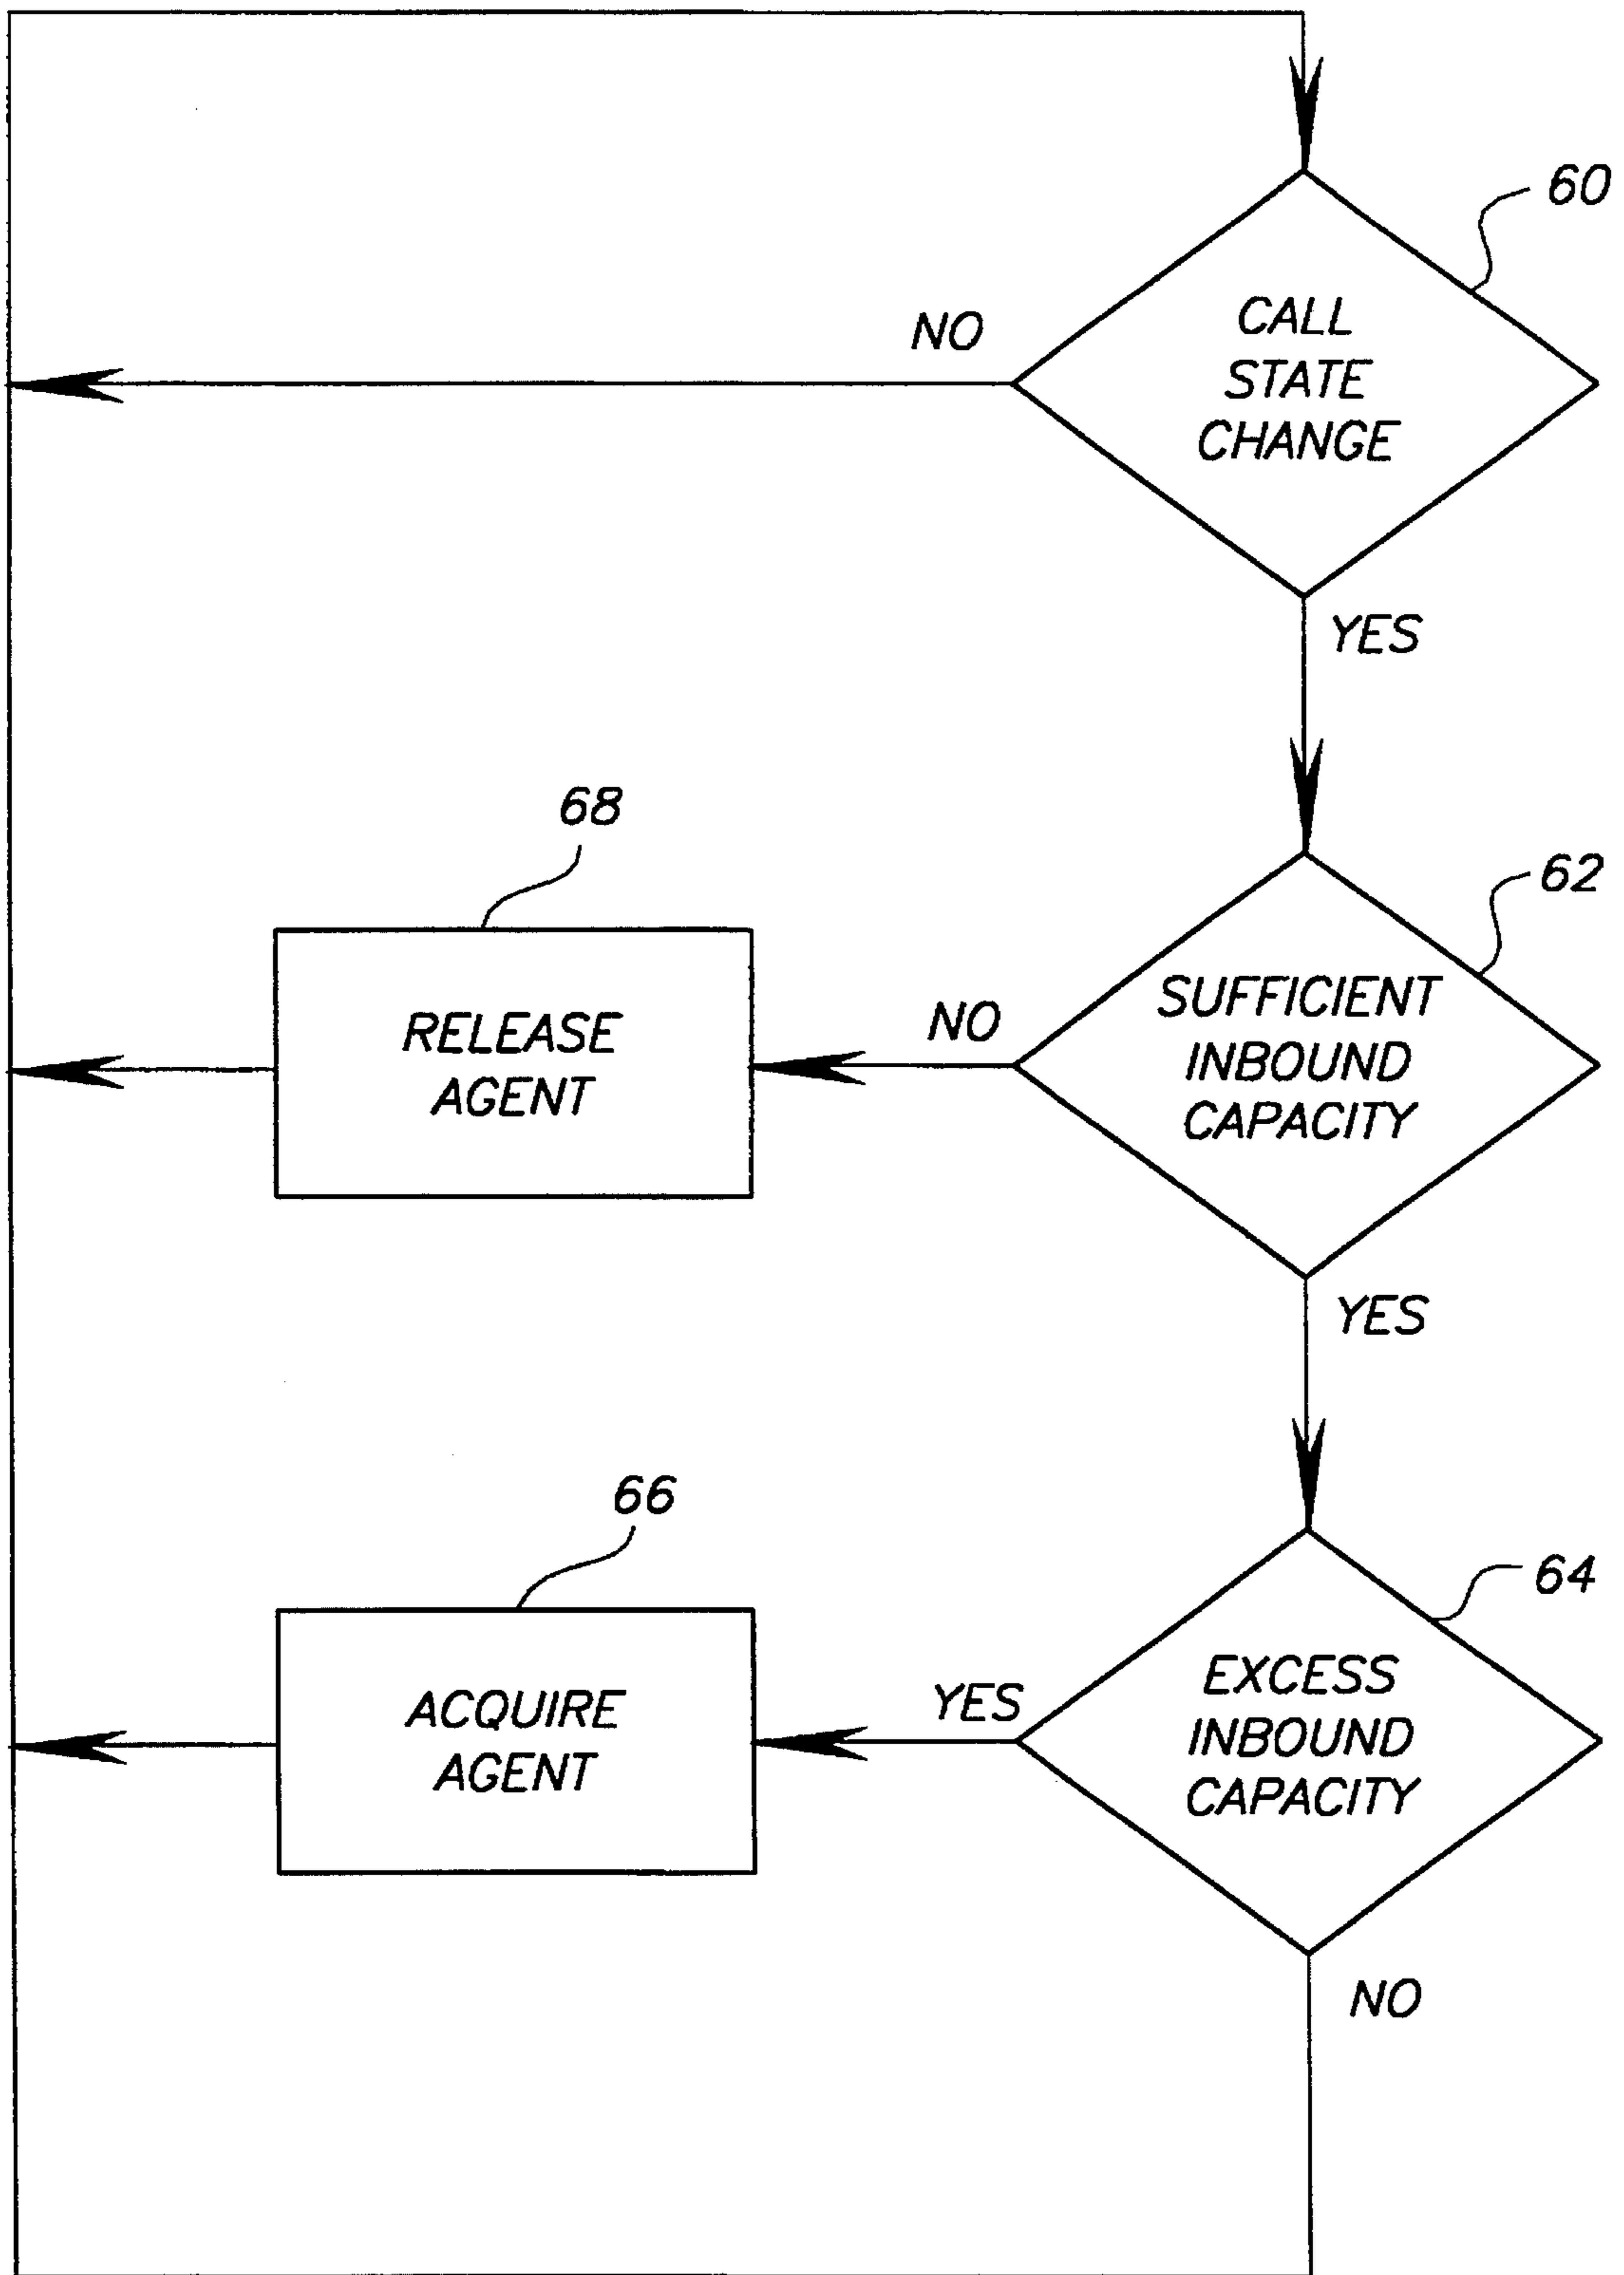 60
CALL
STATE
CHANGE
NO
YES
68
62
RELEASE
AGENT
NO
SUFFICIENT
INBOUND
CAPACITY
YES
66
64
ACQUIRE
AGENT
YES
EXCESS
INBOUND
CAPACITY
NO